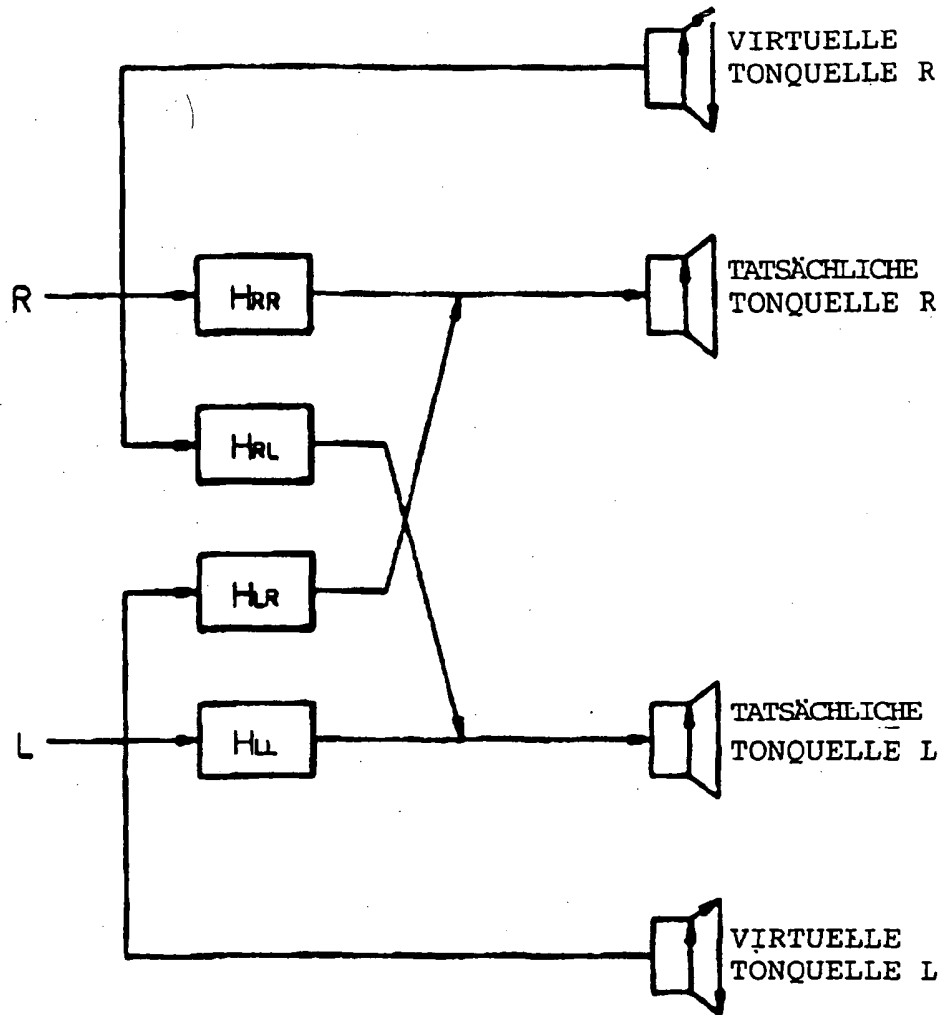 VIRTUELLE
TONQUELLE R
TATSÄCHLICHE
TONQUELLE R
R
HRR
HRL
HLR
L
HLL
TATSÄCHLICHE
TONQUELLE L
VIRTUELLE
TONQUELLE L